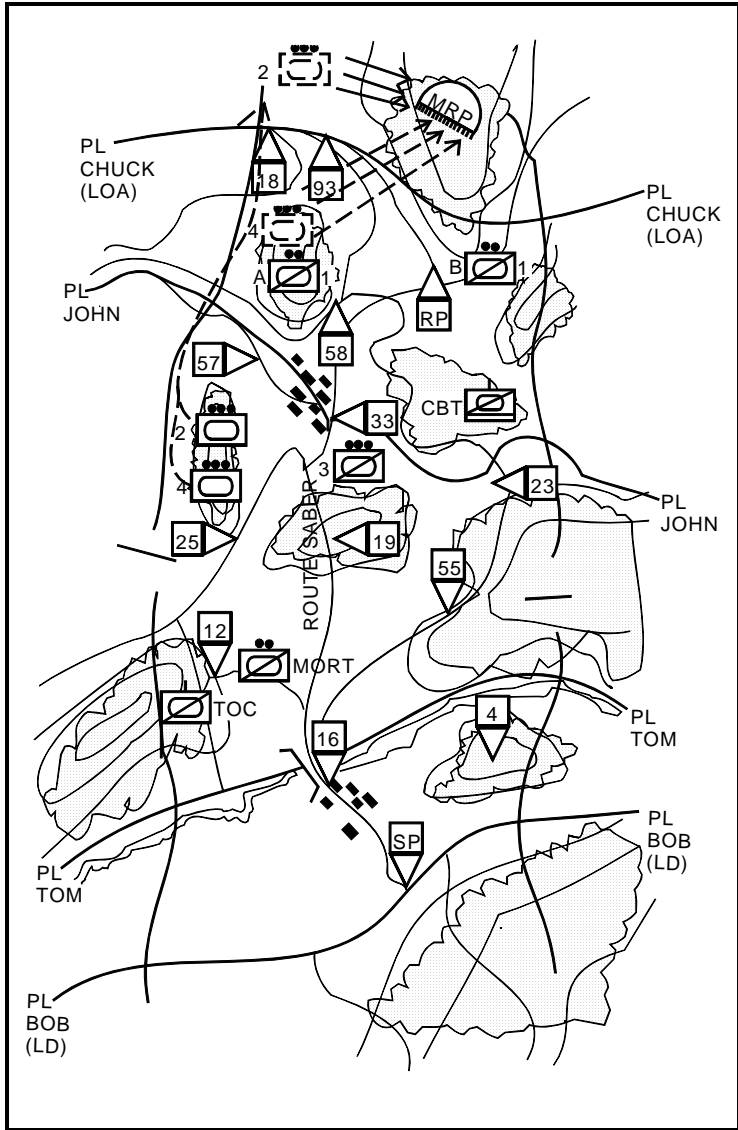 2
MRP
PL
CHUCK
(LOA)
18
93
PL
CHUCK
(LOA)
4
A
1
B
1
PL
JOHN
RP
58
57
CBT
33
2
3
4
23
PL
JOHN
ROUTE SABER
25
19
55
12
MORT
TOC
4
16
PL
TOM
SP
PL
BOB
(LD)
PL
TOM
PL
BOB
(LD)